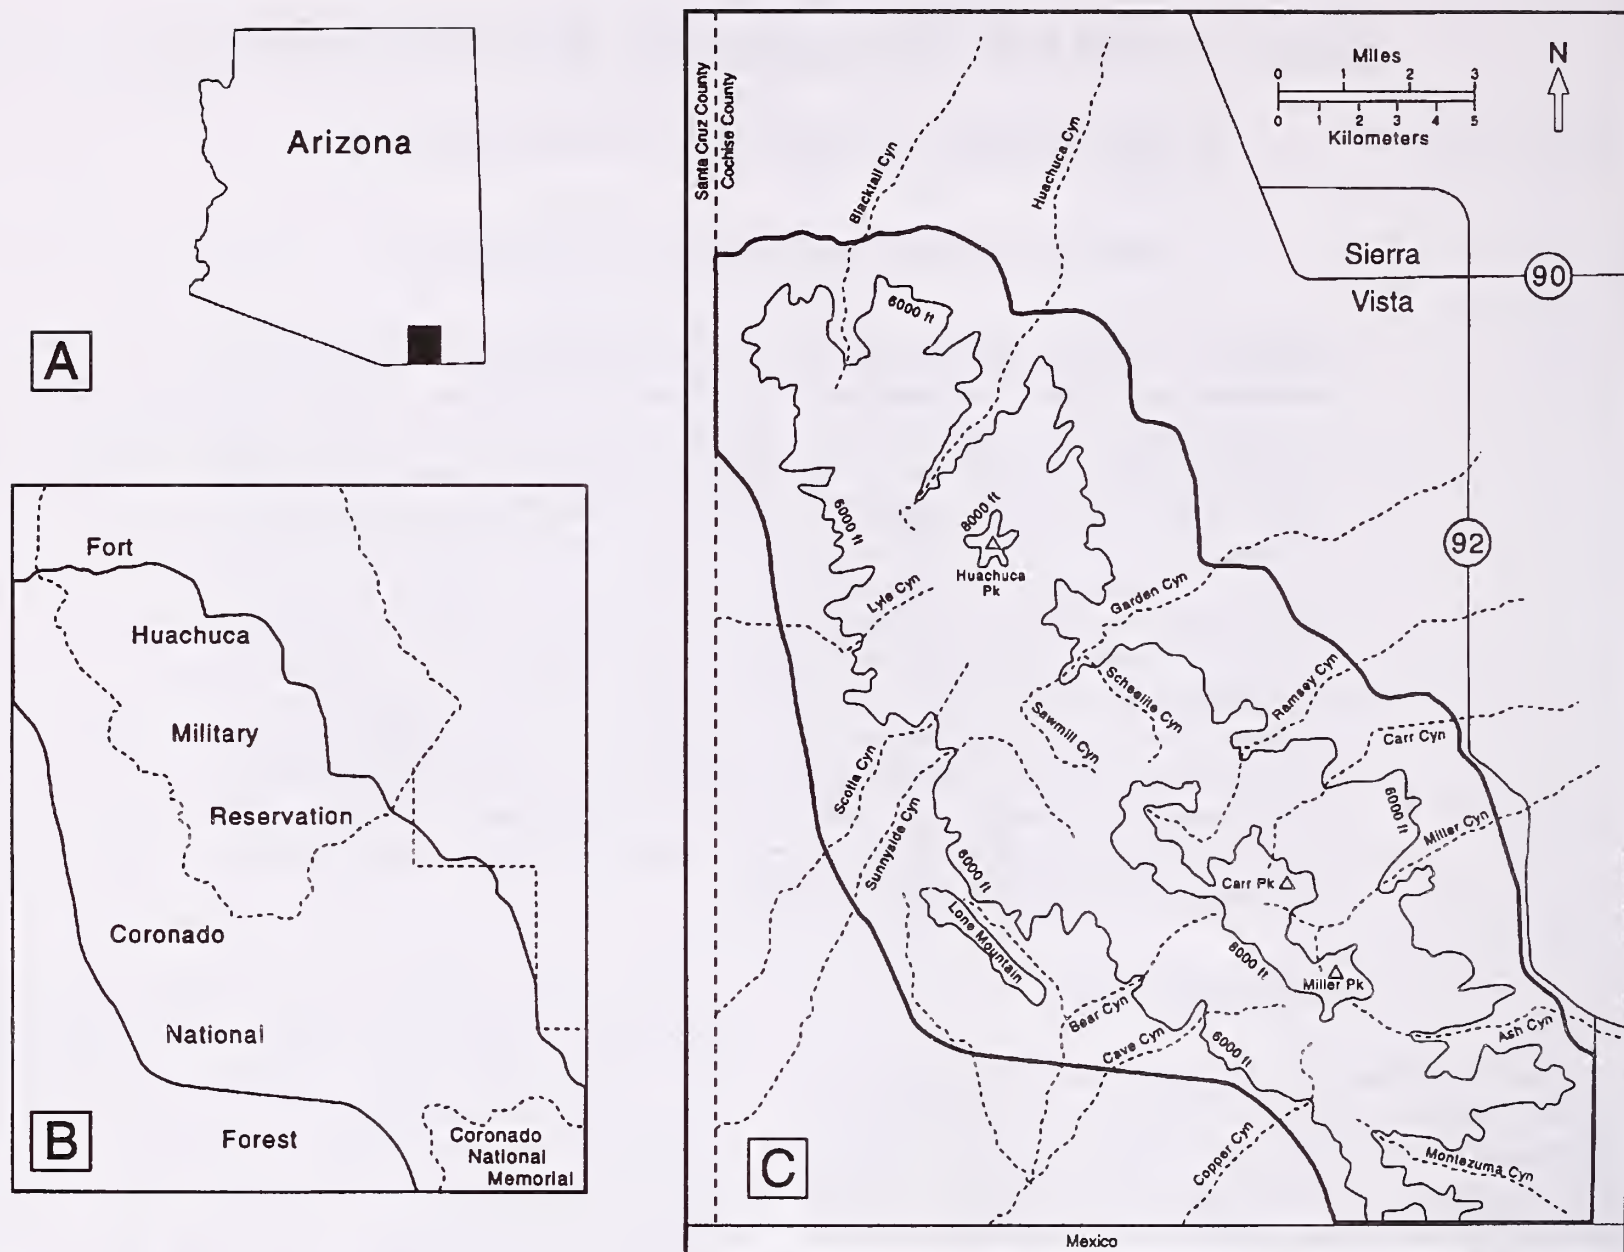 Arizona
A
Fort
Huachuca
Military
Reservation
Coronado
National
Forest
Coronado
National
Memorial
B
Santa Cruz County
Cochise County
Miles
0 1 2 3
0 1 2 3 4 5
Kilometers
N
Blacktail Cyn
Huachuca Cyn
Sierra
Vista
90
6000 ft
6000 ft
8000 ft
Huachuca
Pk
92
Lyle Cyn
Garden Cyn
Scheelite Cyn
Sawmill Cyn
Ramsey Cyn
Carr Cyn
Scotia Cyn
Sunnyside Cyn
6000 ft
Miller Cyn
6000 ft
Carr Pk
Lone Mountain
8000 ft
Miller Pk
Bear Cyn
Cave Cyn
6000 ft
Ash Cyn
Copper Cyn
Montezuma Cyn
C
Mexico